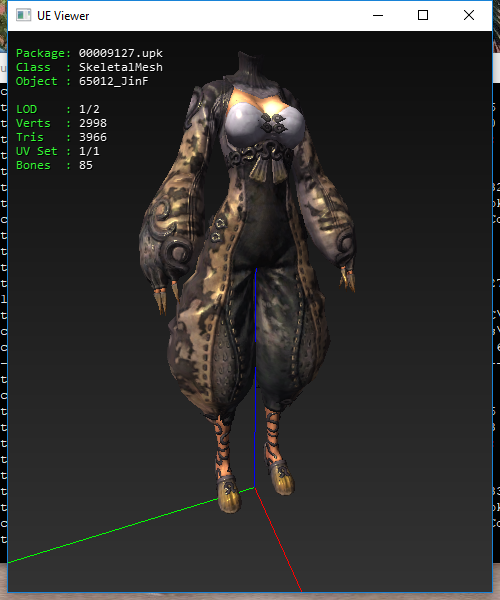 UE Viewer
Package: 00009127.upk
Class : SkeletalMesh
Object : 65012_JinF
LOD : 1/2
Verts : 2998
Tris : 3966
UV Set : 1/1
Bones : 85